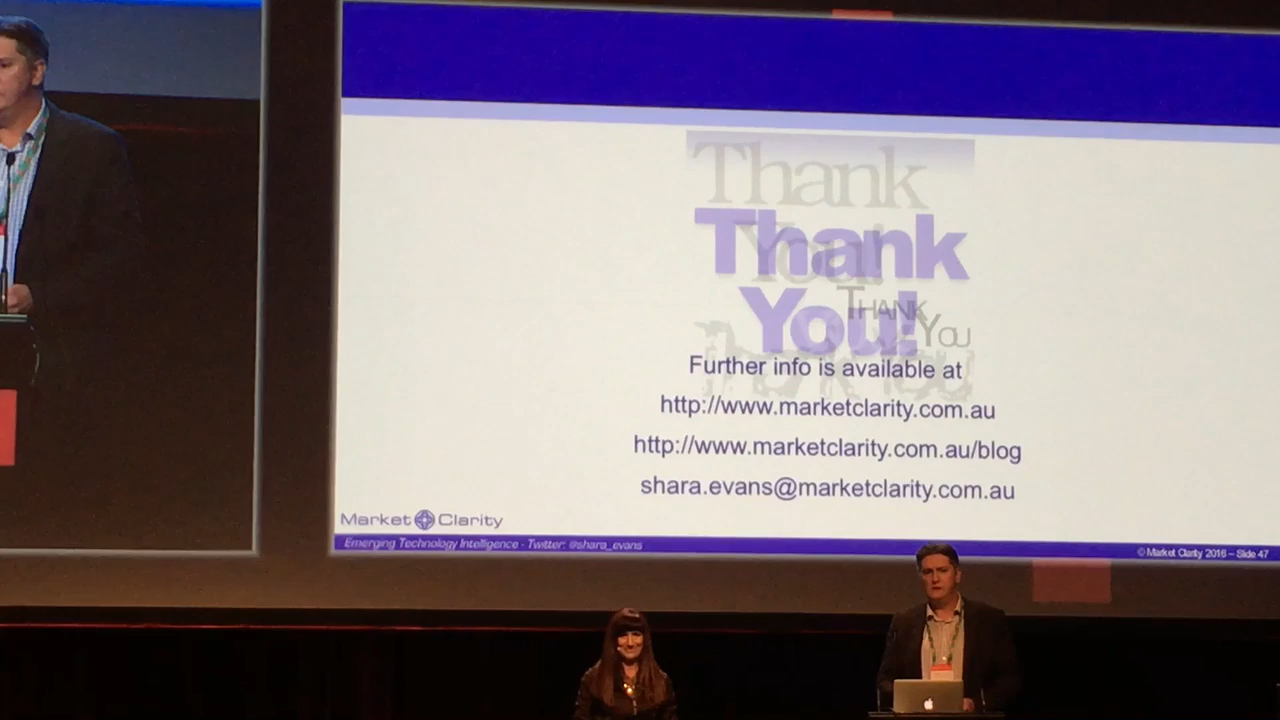 Thank
You!
Thank
You!
THANK
YOU
Further info is available at
http://www.marketclarity.com.au
http://www.marketclarity.com.au/blog
shara.evans@marketclarity.com.au
Market Clarity
Emerging Technology Intelligence - Twitter: @shara_evans
© Market Clarity 2016 – Slide 47